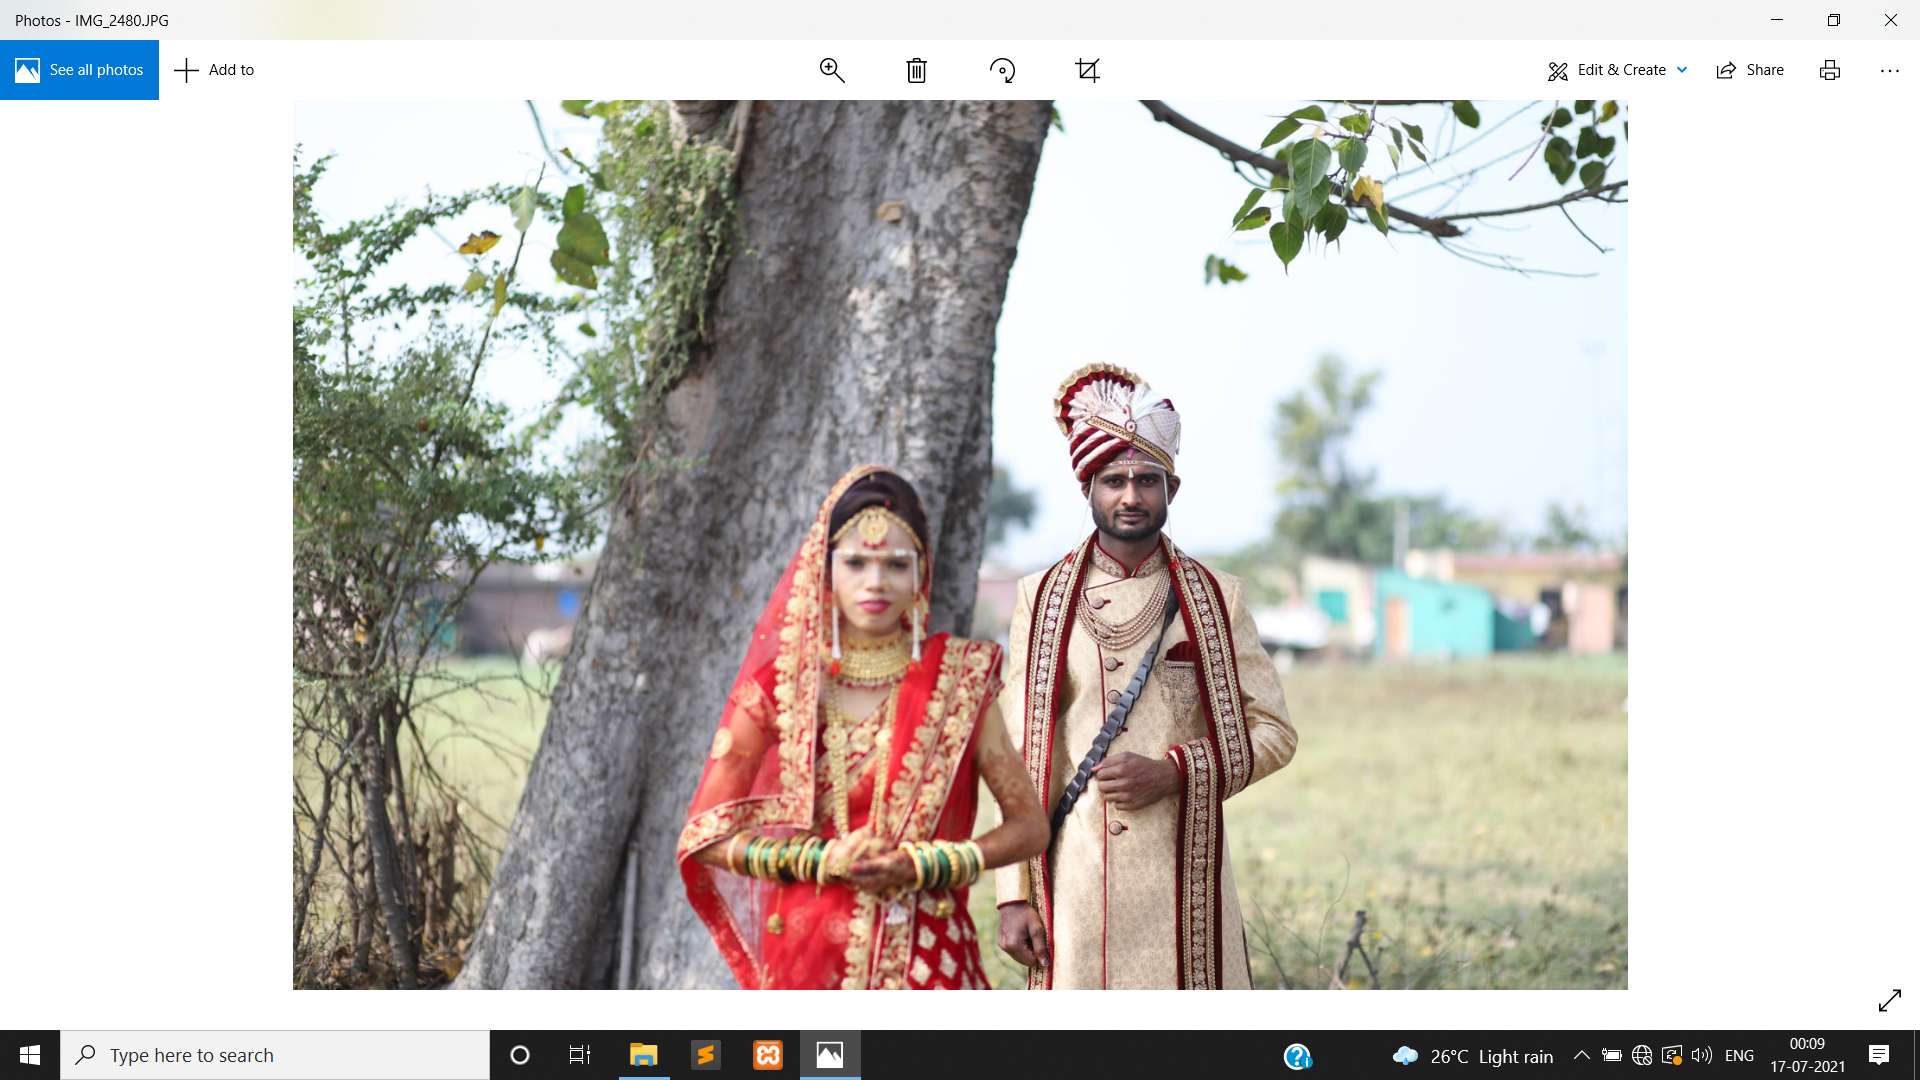 Photos - IMG_2480.JPG
See all photos
Add to
Edit & Create
Share
Type here to search
26°C Light rain
ENG
00:09
17-07-2021